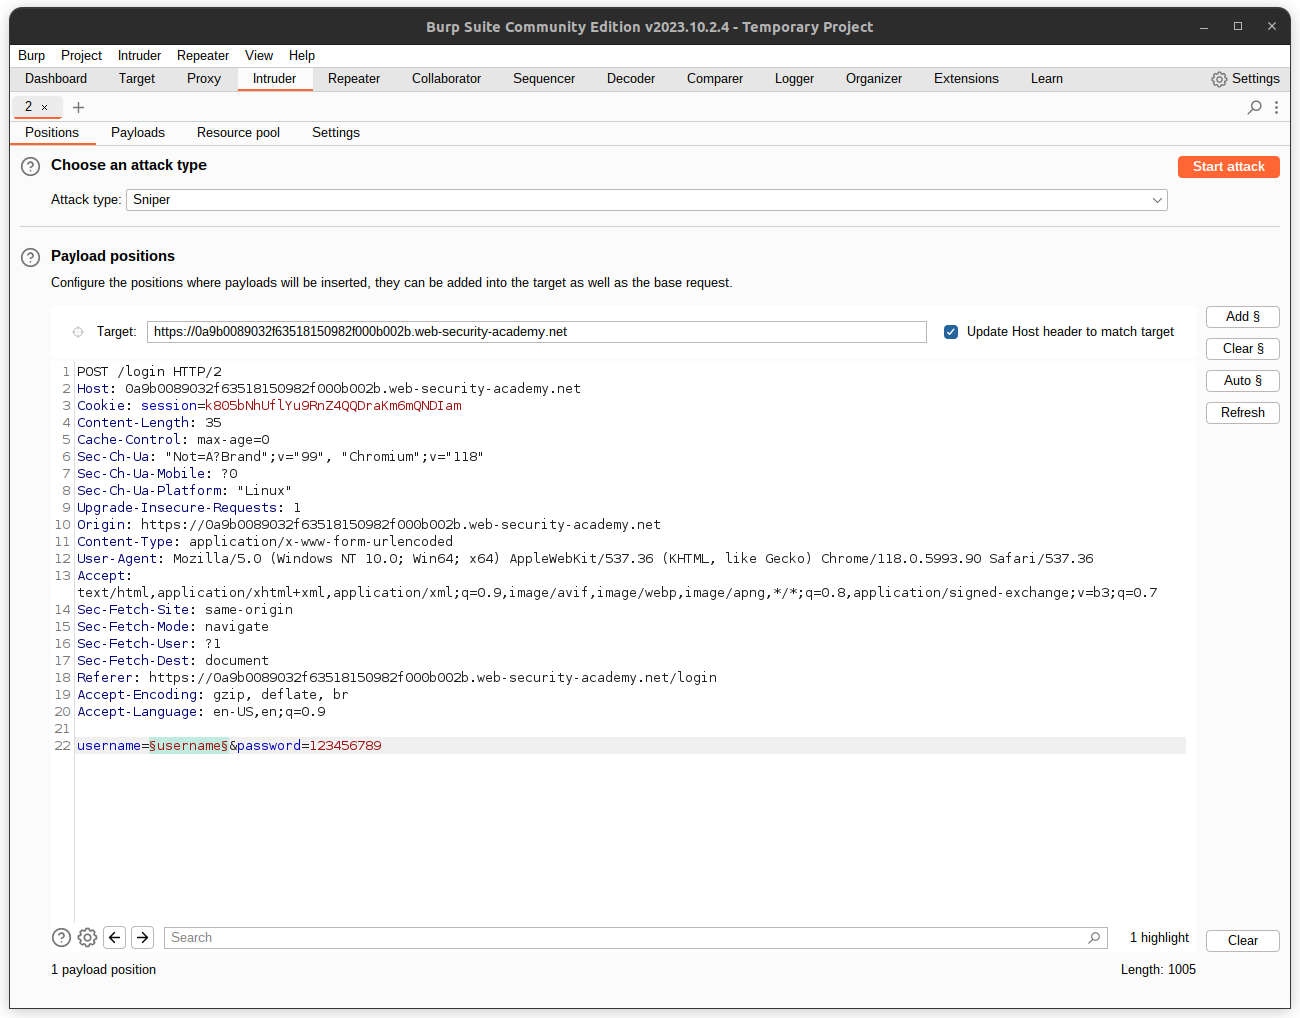 Burp Suite Community Edition v2023.10.2.4 - Temporary Project
Burp Project Intruder Repeater View Help
Dashboard Target Proxy Intruder Repeater Collaborator Sequencer Decoder Comparer Logger Organizer Extensions Learn Settings
2 × +
Positions Payloads Resource pool Settings
? Choose an attack type Start attack
Attack type: Sniper
? Payload positions
Configure the positions where payloads will be inserted, they can be added into the target as well as the base request.
Target: https://0a9b0089032f63518150982f000b002b.web-security-academy.net Update Host header to match target
Add §
Clear §
Auto §
Refresh
1 POST /login HTTP/2
2 Host: 0a9b0089032f63518150982f000b002b.web-security-academy.net
3 Cookie: session=k805bNhUflYu9RnZ4QQDraKm6mQNDIam
4 Content-Length: 35
5 Cache-Control: max-age=0
6 Sec-Ch-Ua: "Not=A?Brand";v="99", "Chromium";v="118"
7 Sec-Ch-Ua-Mobile: ?0
8 Sec-Ch-Ua-Platform: "Linux"
9 Upgrade-Insecure-Requests: 1
10 Origin: https://0a9b0089032f63518150982f000b002b.web-security-academy.net
11 Content-Type: application/x-www-form-urlencoded
12 User-Agent: Mozilla/5.0 (Windows NT 10.0; Win64; x64) AppleWebKit/537.36 (KHTML, like Gecko) Chrome/118.0.5993.90 Safari/537.36
13 Accept:
text/html,application/xhtml+xml,application/xml;q=0.9,image/avif,image/webp,image/apng,*/*;q=0.8,application/signed-exchange;v=b3;q=0.7
14 Sec-Fetch-Site: same-origin
15 Sec-Fetch-Mode: navigate
16 Sec-Fetch-User: ?1
17 Sec-Fetch-Dest: document
18 Referer: https://0a9b0089032f63518150982f000b002b.web-security-academy.net/login
19 Accept-Encoding: gzip, deflate, br
20 Accept-Language: en-US,en;q=0.9
21
22 username=§username§&password=123456789
? Search 1 highlight Clear
1 payload position Length: 1005